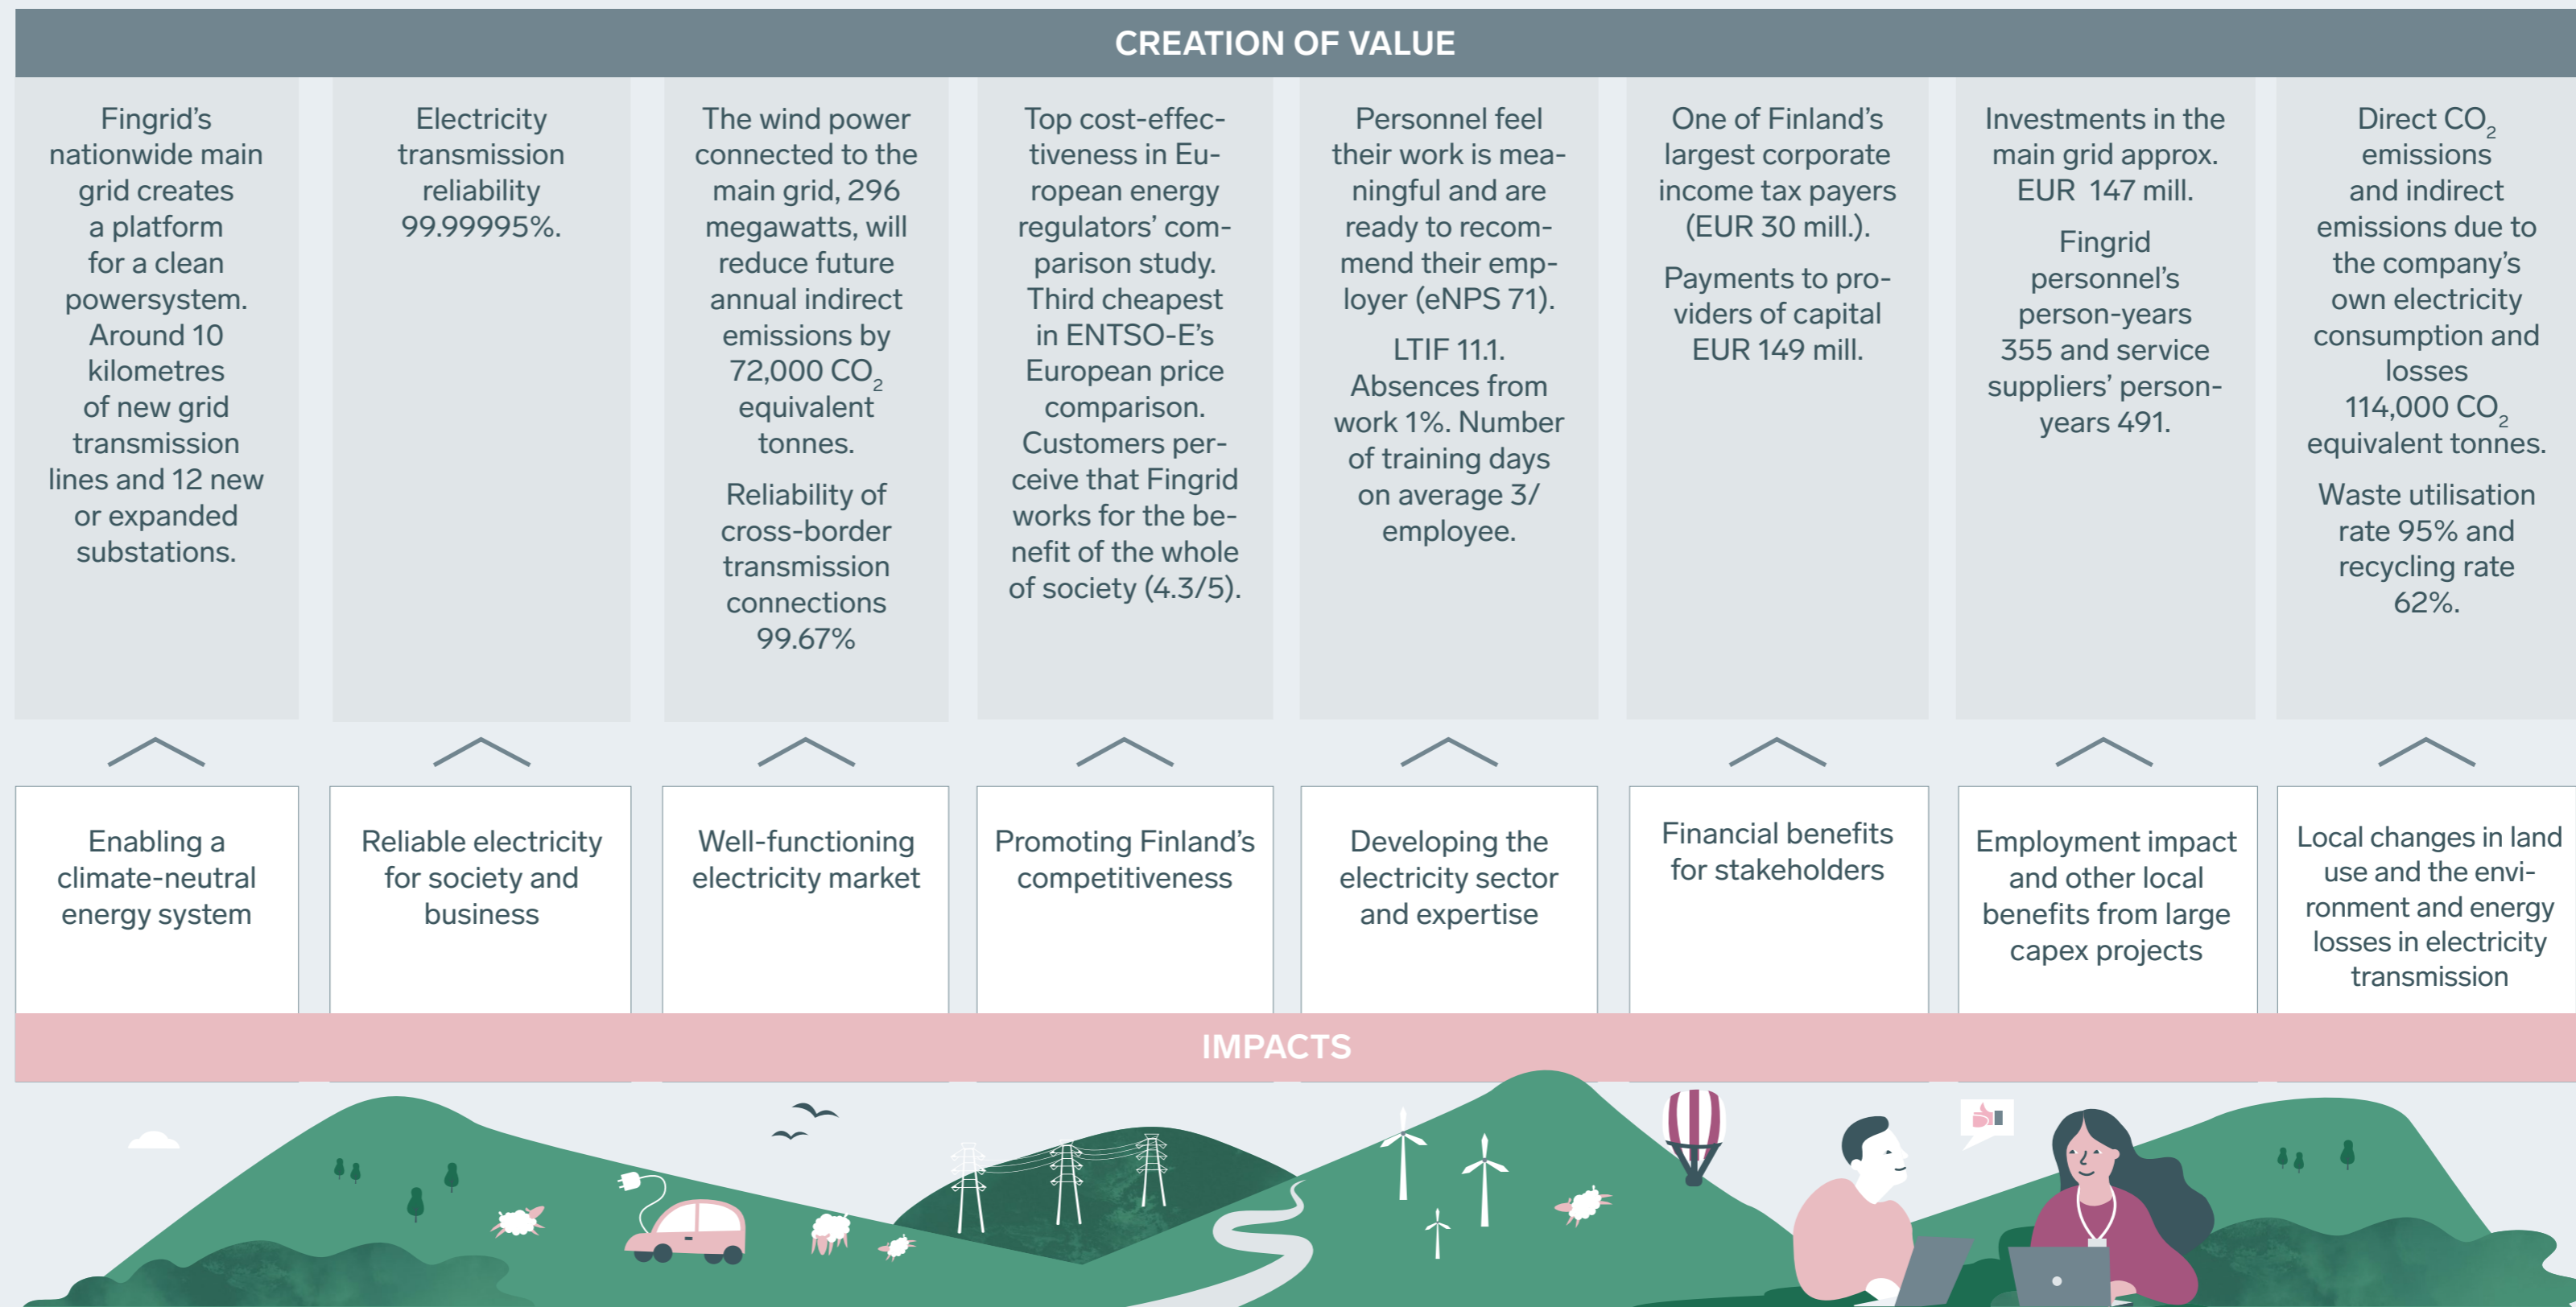 CREATION OF VALUE
Fingrid’s
nationwide main
grid creates
a platform
for a clean
powersystem.
Around 10
kilometres
of new grid
transmission
lines and 12 new
or expanded
substations.
Electricity
transmission
reliability
99.99995%.
The wind power
connected to the
main grid, 296
megawatts, will
reduce future
annual indirect
emissions by
72,000 CO₂
equivalent
tonnes.
Reliability of
cross-border
transmission
connections
99.67%
Top cost-effec-
tiveness in Eu-
ropean energy
regulators’ com-
parison study.
Third cheapest
in ENTSO-E’s
European price
comparison.
Customers per-
ceive that Fingrid
works for the be-
nefit of the whole
of society (4.3/5).
Personnel feel
their work is mea-
ningful and are
ready to recom-
mend their emp-
loyer (eNPS 71).
LTIF 11.1.
Absences from
work 1%. Number
of training days
on average 3/
employee.
One of Finland’s
largest corporate
income tax payers
(EUR 30 mill.).
Payments to pro-
viders of capital
EUR 149 mill.
Investments in the
main grid approx.
EUR 147 mill.
Fingrid
personnel’s
person-years
355 and service
suppliers’ person-
years 491.
Direct CO₂
emissions
and indirect
emissions due to
the company’s
own electricity
consumption and
losses
114,000 CO₂
equivalent tonnes.
Waste utilisation
rate 95% and
recycling rate
62%.
Enabling a
climate-neutral
energy system
Reliable electricity
for society and
business
Well-functioning
electricity market
Promoting Finland’s
competitiveness
Developing the
electricity sector
and expertise
Financial benefits
for stakeholders
Employment impact
and other local
benefits from large
capex projects
Local changes in land
use and the envi-
ronment and energy
losses in electricity
transmission
IMPACTS